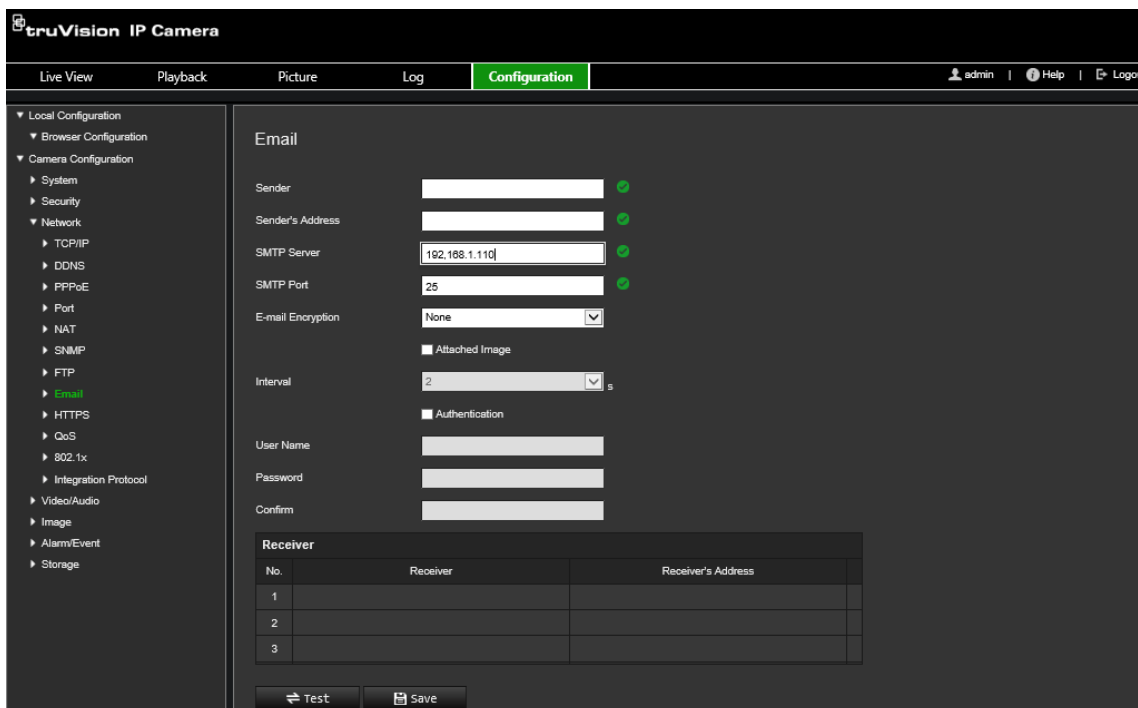 truVision IP Camera
Live View Playback Picture Log Configuration admin | Help | Logou
Local Configuration
Browser Configuration
Camera Configuration
System
Security
Network
TCP/IP
DDNS
PPPoE
Port
NAT
SNMP
FTP
Email
HTTPS
QoS
802.1x
Integration Protocol
Video/Audio
Image
Alarm/Event
Storage
Email
Sender
Sender's Address
SMTP Server 192.168.1.110
SMTP Port 25
E-mail Encryption None
Attached Image
Interval 2 s
Authentication
User Name
Password
Confirm
Receiver
No. Receiver Receiver's Address
1
2
3
Test Save